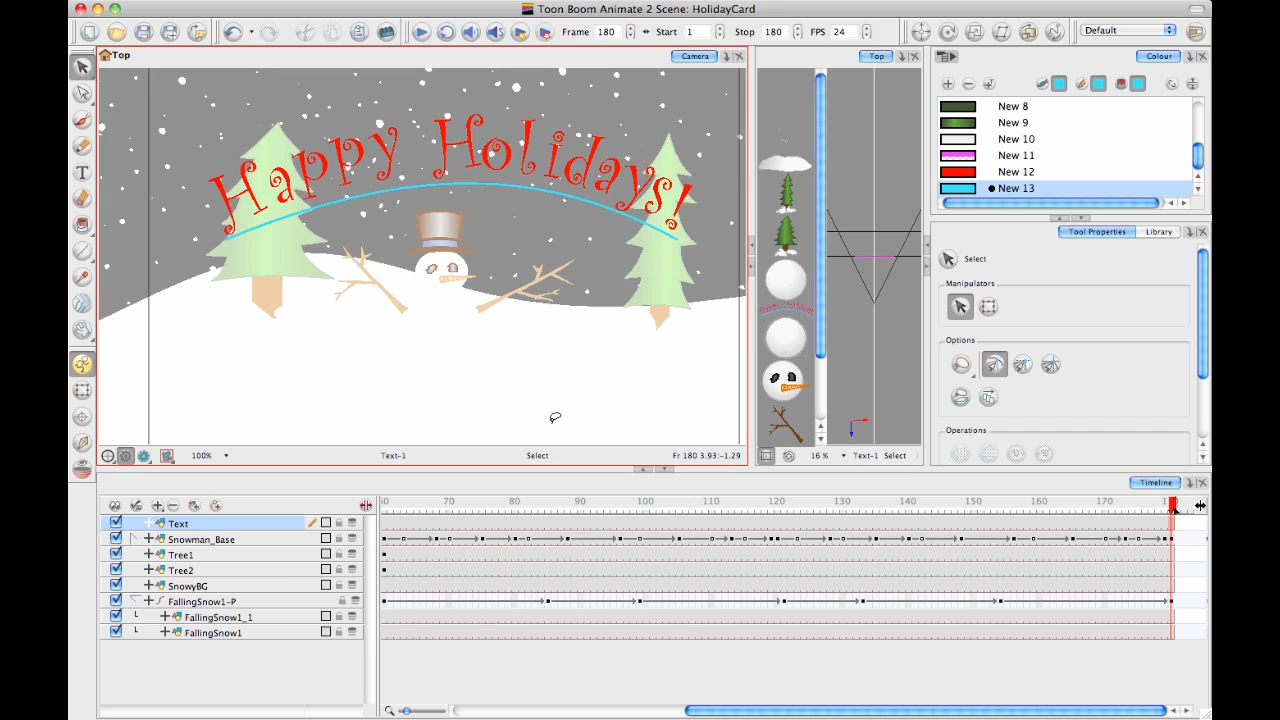 Toon Boom Animate 2 Scene: HolidayCard
Frame 180 Start 1 Stop 180 FPS 24 Default
Top Camera
Top
Colour
New 8
New 9
New 10
New 11
New 12
New 13
Happy Holidays!
Tool Properties Library
Select
Manipulators
Options
Operations
100% Text-1 Select Fr 180 3.93:-1.29
16 % Text-1 Select
Timeline
70 80 90 100 110 120 130 140 150 160 170
Text
Snowman_Base
Tree1
Tree2
SnowyBG
FallingSnow1-P
FallingSnow1_1
FallingSnow1